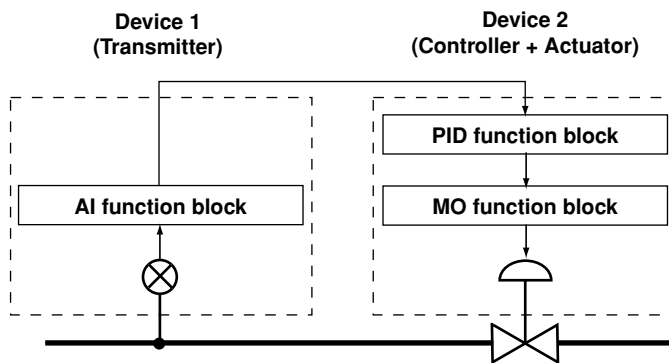 Device 1
(Transmitter)
Device 2
(Controller + Actuator)
PID function block
AI function block
MO function block